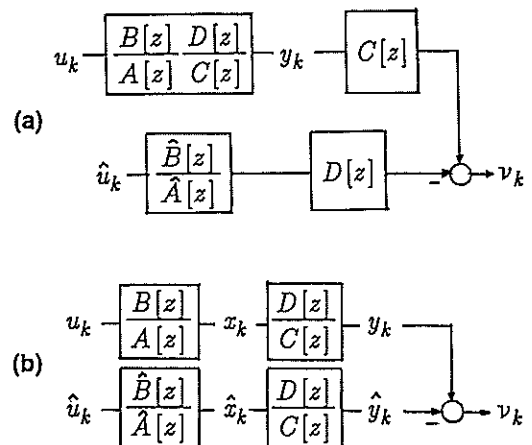 u_k B[z] D[z] / A[z] C[z] y_k C[z]
(a)
û_k B̂[z] / Â[z] D[z] - ν_k
u_k B[z] / A[z] x_k D[z] / C[z] y_k
(b)
û_k B̂[z] / Â[z] x̂_k D[z] / C[z] ŷ_k - ν_k